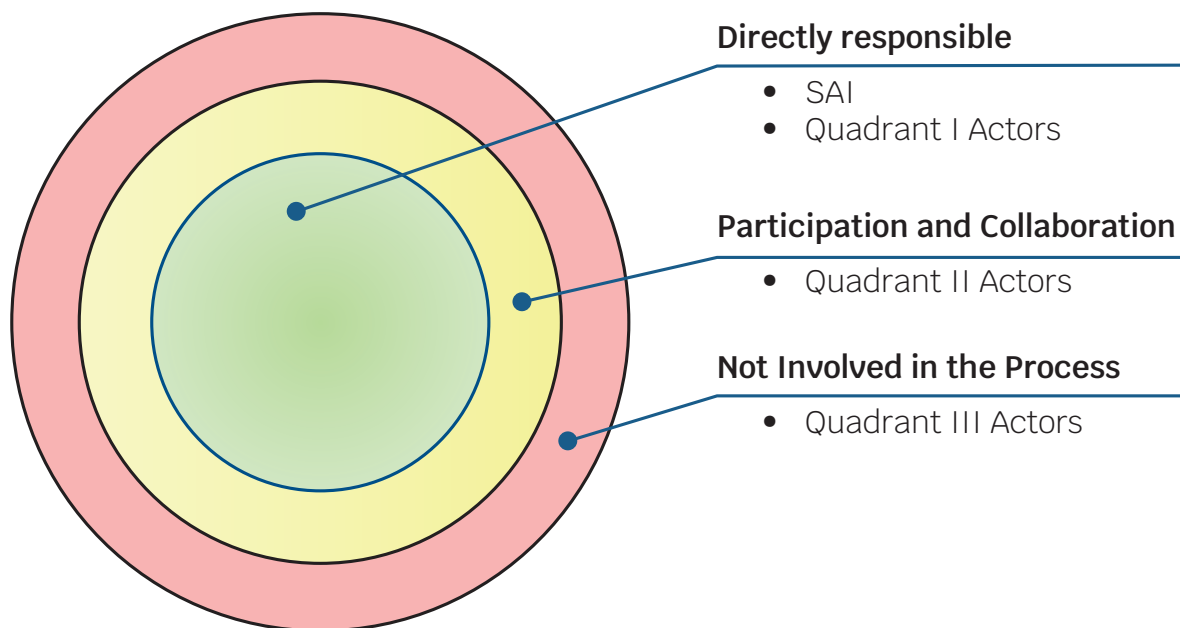 Directly responsible
• SAI
• Quadrant I Actors
Participation and Collaboration
• Quadrant II Actors
Not Involved in the Process
• Quadrant III Actors